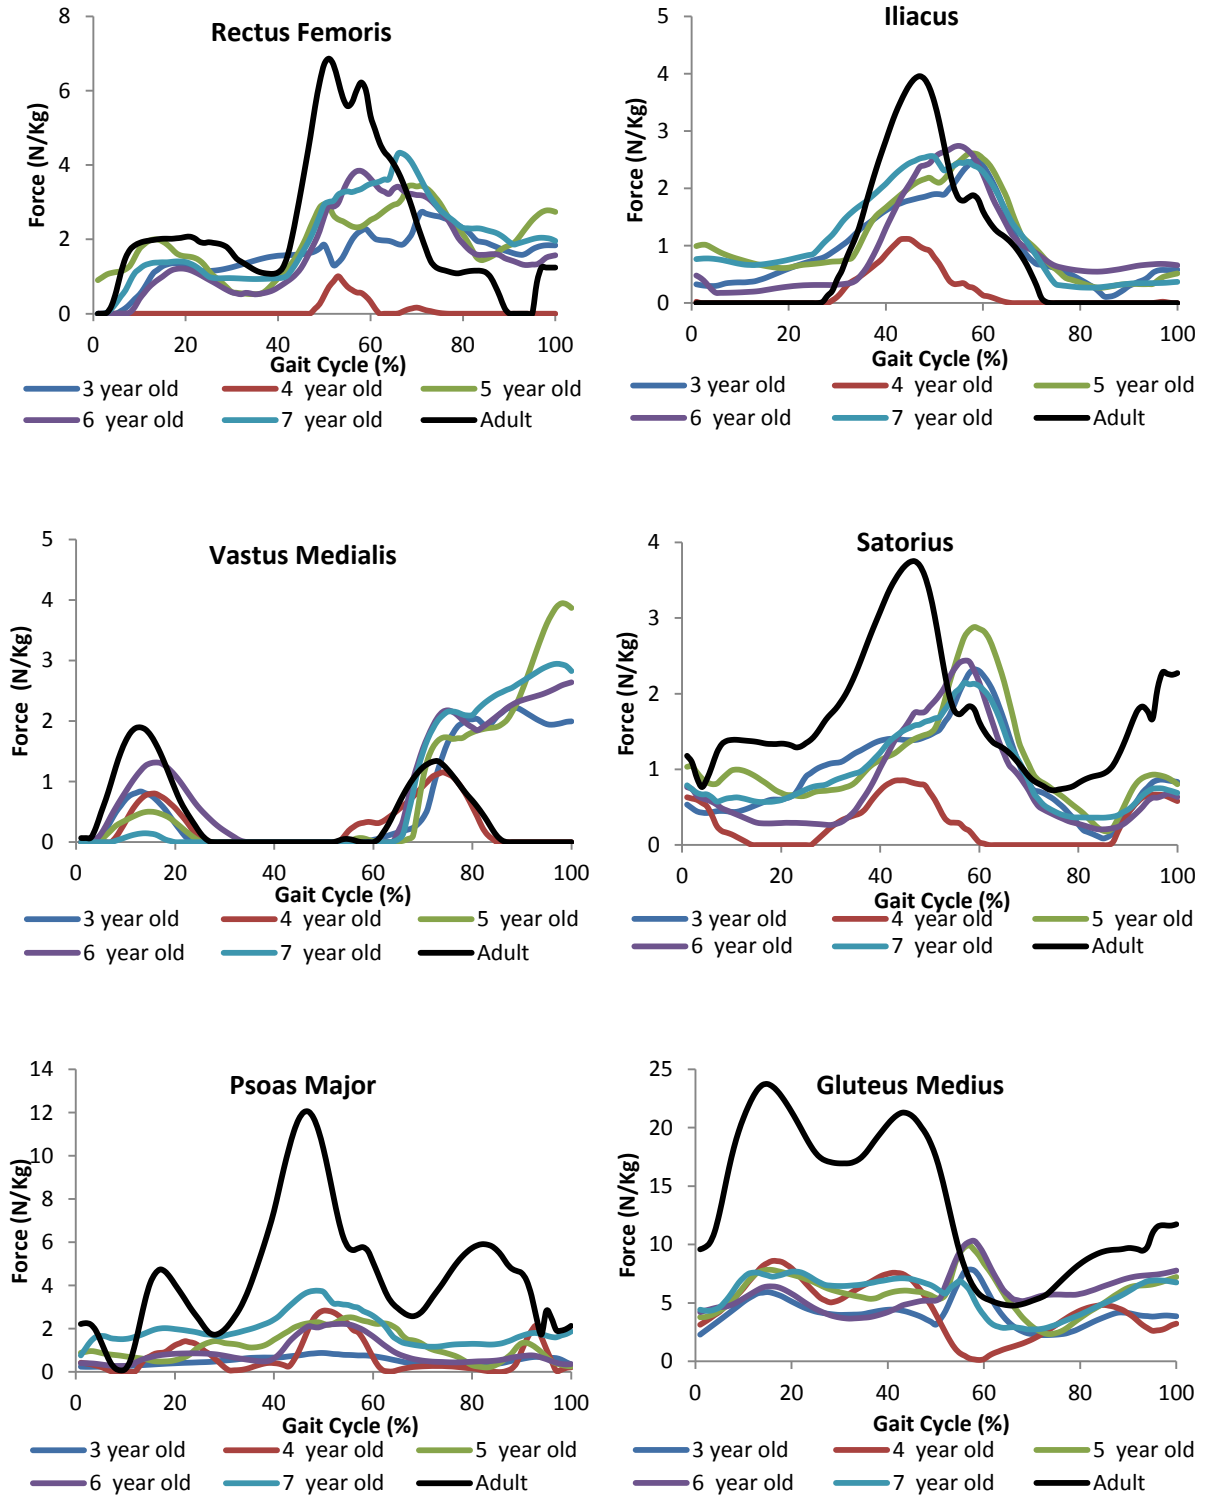 Rectus Femoris
Force (N/Kg)
8
6
4
2
0
0 20 40 60 80 100
Gait Cycle (%)
3 year old 4 year old 5 year old
6 year old 7 year old Adult
Iliacus
Force (N/Kg)
5
4
3
2
1
0
0 20 40 60 80 100
Gait Cycle (%)
3 year old 4 year old 5 year old
6 year old 7 year old Adult
Vastus Medialis
Force (N/Kg)
5
4
3
2
1
0
0 20 40 60 80 100
Gait Cycle (%)
3 year old 4 year old 5 year old
6 year old 7 year old Adult
Satorius
Force (N/Kg)
4
3
2
1
0
0 20 40 60 80 100
Gait Cycle (%)
3 year old 4 year old 5 year old
6 year old 7 year old Adult
Psoas Major
Force (N/Kg)
14
12
10
8
6
4
2
0
0 20 40 60 80 100
Gait Cycle (%)
3 year old 4 year old 5 year old
6 year old 7 year old Adult
Gluteus Medius
Force (N/Kg)
25
20
15
10
5
0
0 20 40 60 80 100
Gait Cycle (%)
3 year old 4 year old 5 year old
6 year old 7 year old Adult